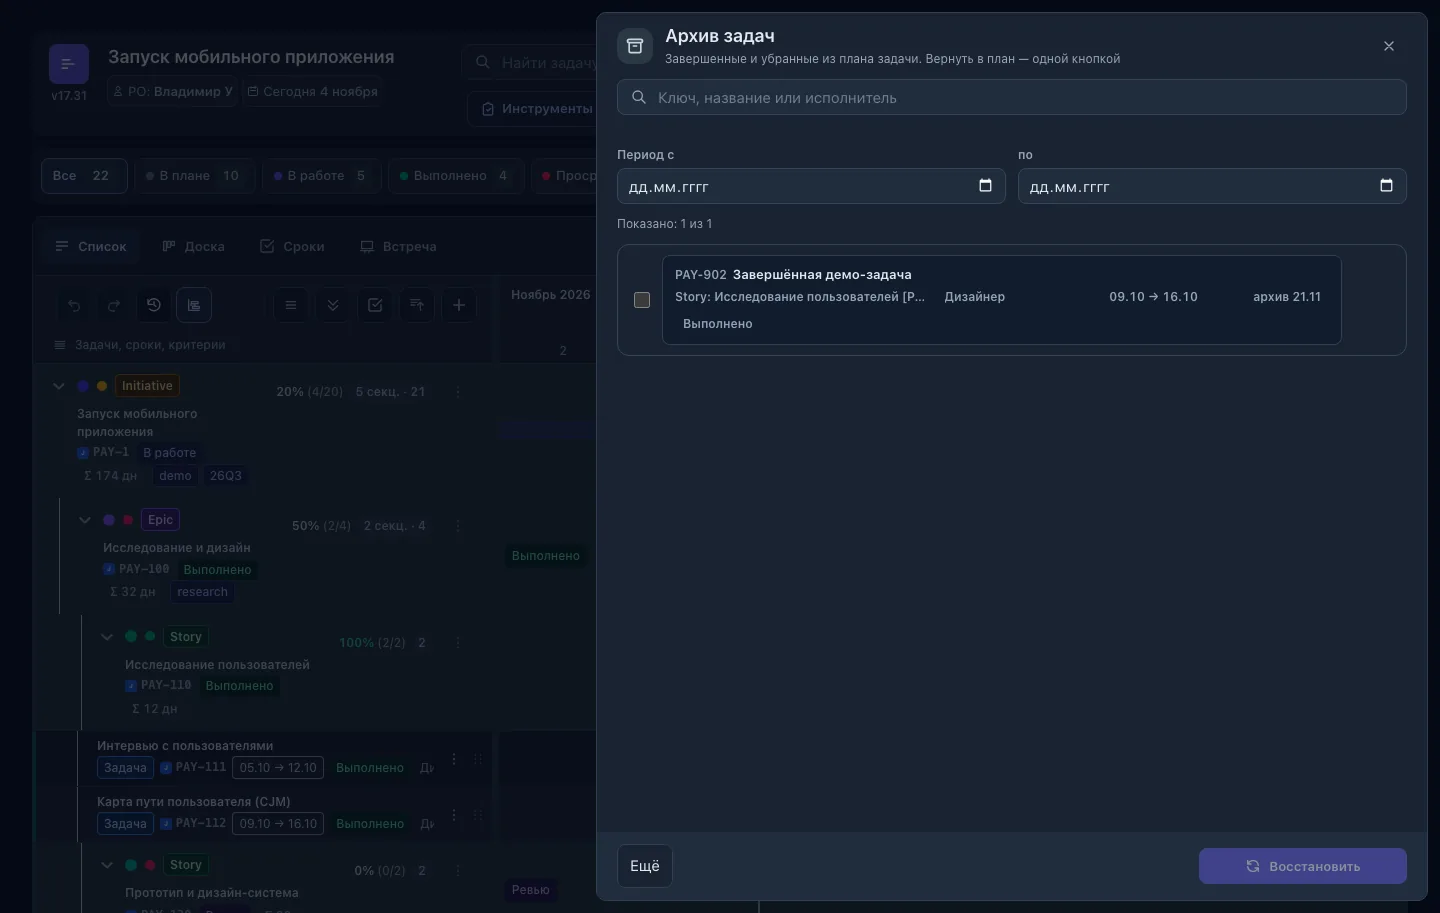 Запуск мобильного приложения
v17.31
РО: Владимир У
Сегодня 4 ноября
Найти задачу
Инструменты
Все 22
В плане 10
В работе 5
Выполнено 4
Проср
Список
Доска
Сроки
Встреча
Ноябрь 2026
Задачи, сроки, критерии
2
Initiative
20% (4/20) 5 секц. · 21
Запуск мобильного
приложения
PAY-1 В работе
Σ 174 дн demo 26Q3
Epic
50% (2/4) 2 секц. · 4
Исследование и дизайн
PAY-100 Выполнено
Σ 32 дн research
Выполнено
Story
100% (2/2) 2
Исследование пользователей
PAY-110 Выполнено
Σ 12 дн
Интервью с пользователями
Задача PAY-111 05.10 → 12.10 Выполнено Ди
Карта пути пользователя (CJM)
Задача PAY-112 09.10 → 16.10 Выполнено Ди
Story
0% (0/2) 2
Прототип и дизайн-система
Ревью
Архив задач
Завершенные и убранные из плана задачи. Вернуть в план — одной кнопкой
Ключ, название или исполнитель
Период с
по
дд.мм.гггг
дд.мм.гггг
Показано: 1 из 1
PAY-902 Завершённая демо-задача
Story: Исследование пользователей [P... Дизайнер 09.10 → 16.10 архив 21.11
Выполнено
Ещё
Восстановить